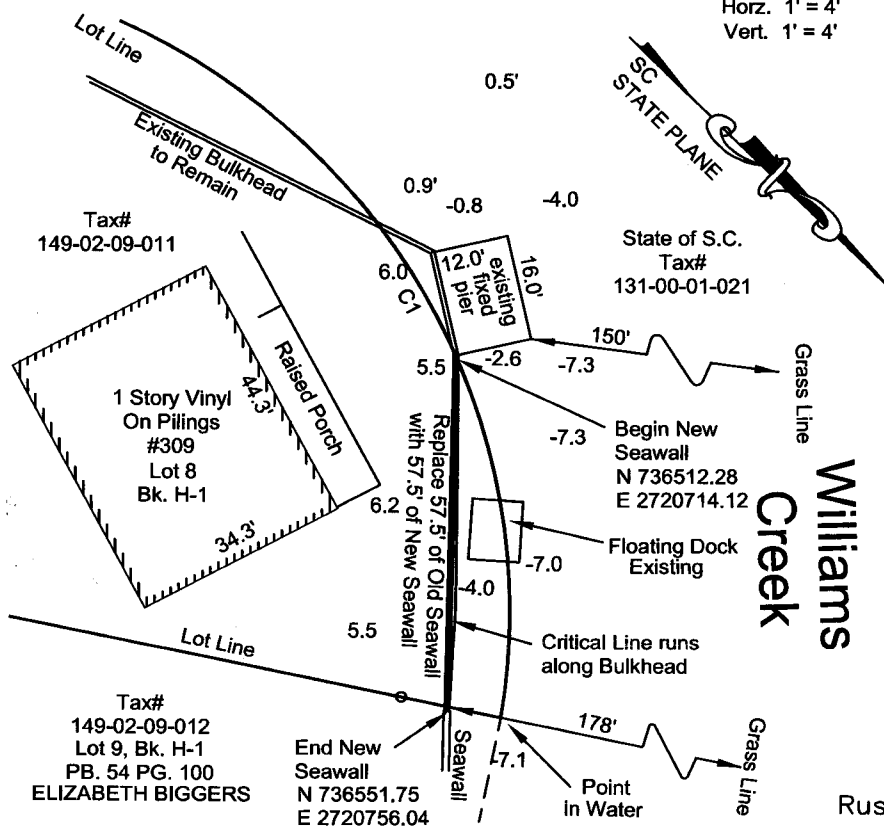 Horz. 1' = 4'
Vert. 1' = 4'
Lot Line
SC
STATE PLANE
0.5'
Existing Bulkhead
to Remain
0.9'
-0.8
-4.0
Tax#
149-02-09-011
State of S.C.
Tax#
131-00-01-021
6.0
C1
12.0'
existing
fixed
pier
16.0'
150'
Grass Line
5.5
-2.6
-7.3
Raised Porch
44.3'
1 Story Vinyl
On Pilings
#309
Lot 8
Bk. H-1
34.3'
-7.3
Begin New
Seawall
N 736512.28
E 2720714.12
Replace 57.5' of Old Seawall
with 57.5' of New Seawall
6.2
Williams
Creek
Floating Dock
Existing
-7.0
-4.0
5.5
Lot Line
Critical Line runs
along Bulkhead
Tax#
149-02-09-012
Lot 9, Bk. H-1
PB. 54 PG. 100
ELIZABETH BIGGERS
End New
Seawall
N 736551.75
E 2720756.04
Seawall
-7.1
178'
Grass Line
Point
in Water
Rus